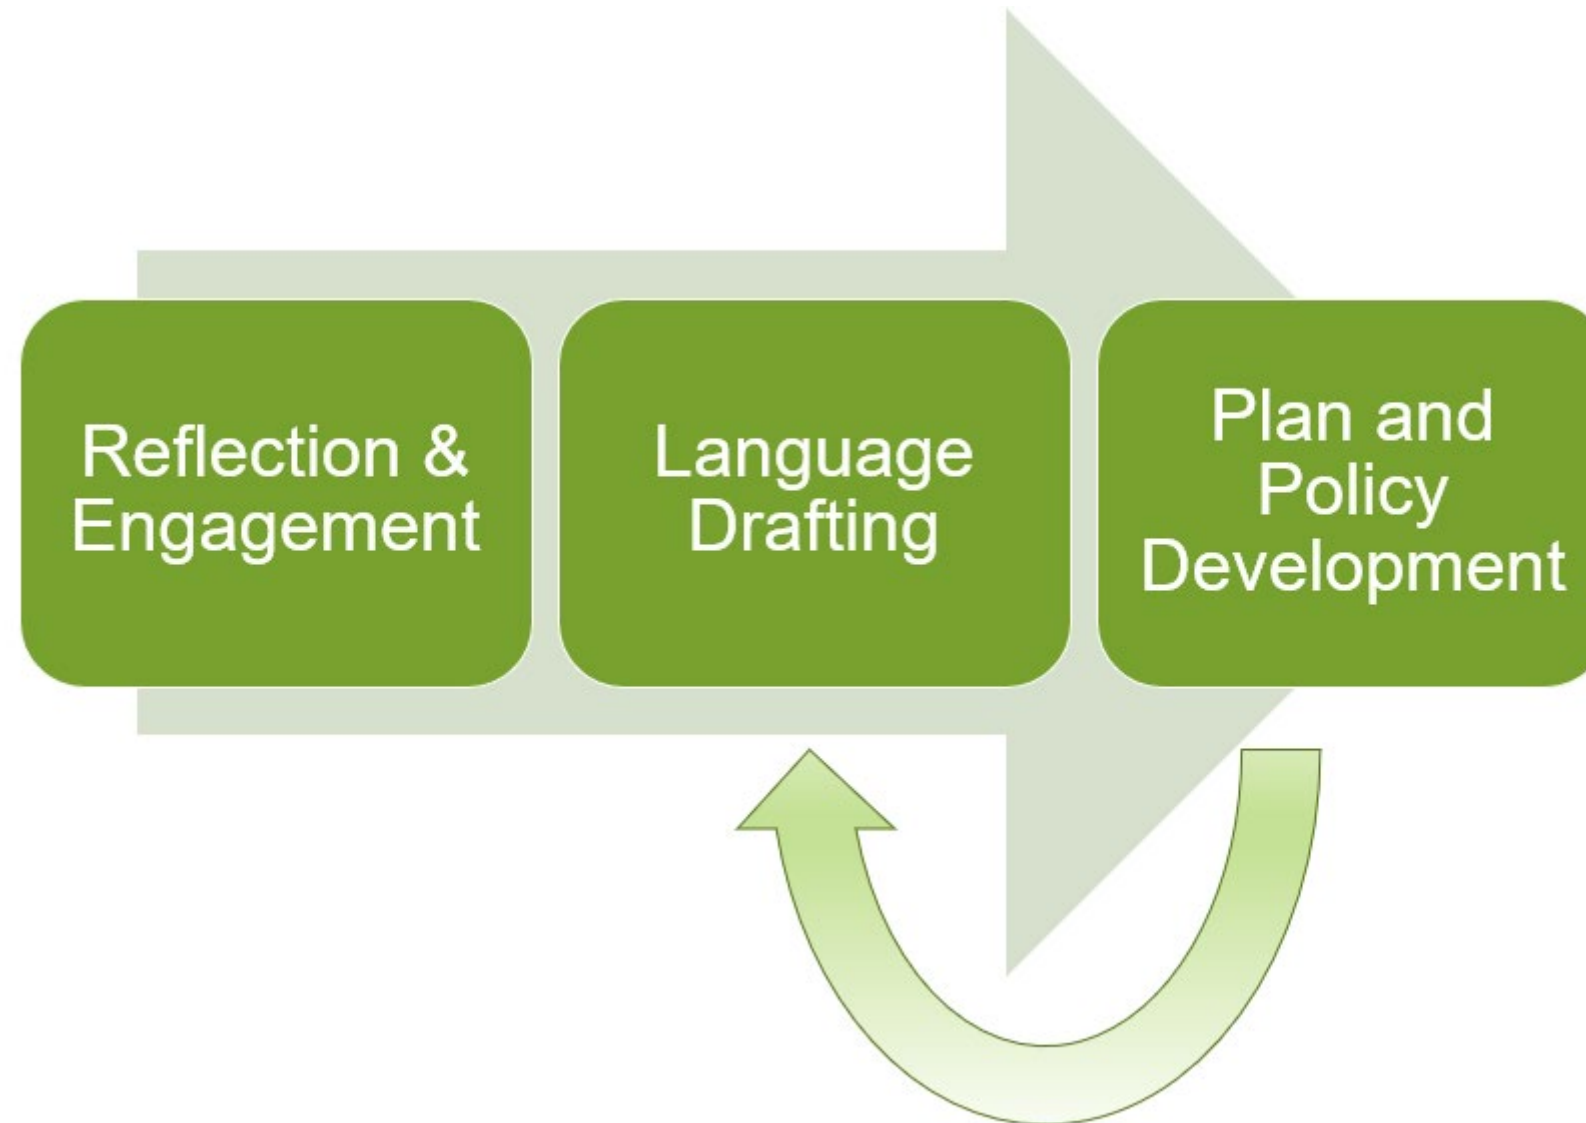 Reflection &
Engagement
Language
Drafting
Plan and
Policy
Development